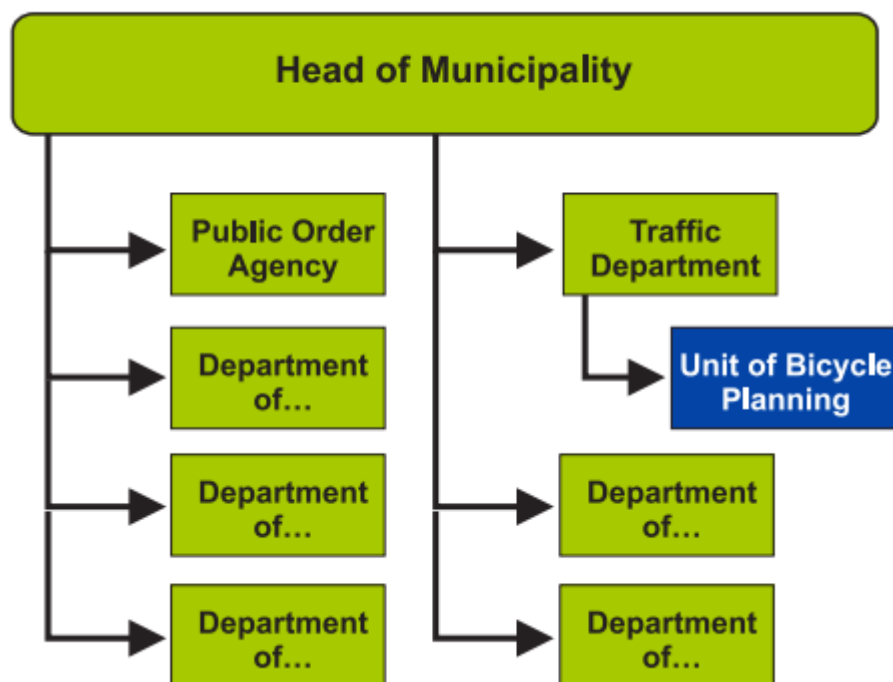 Head of Municipality
Public Order
Agency
Traffic
Department
Department
of…
Unit of Bicycle
Planning
Department
of…
Department
of…
Department
of…
Department
of…